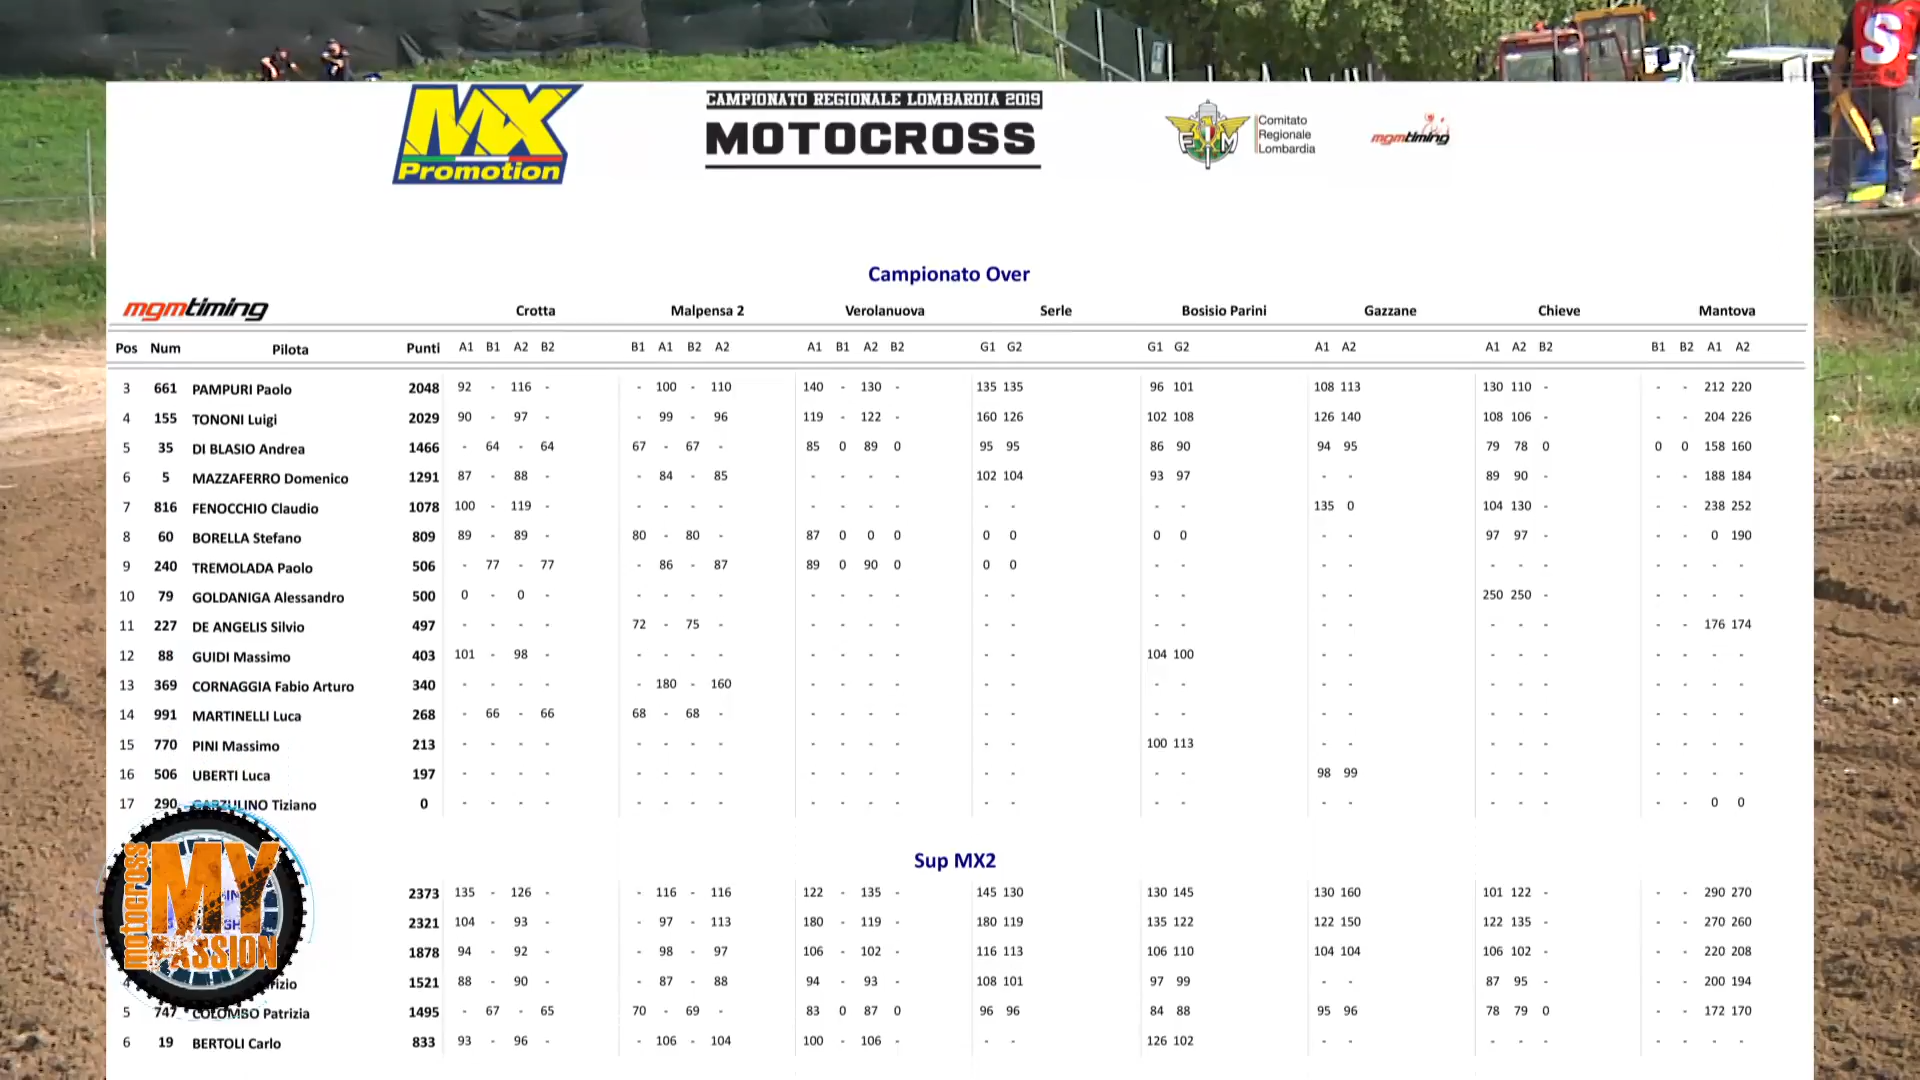 S
MX
Promotion
CAMPIONATO REGIONALE LOMBARDIA 2019
MOTOCROSS
FM
Comitato
Regionale
Lombardia
mgmtiming
Campionato Over
mgmtiming Crotta Malpensa 2 Verolanuova Serle Bosisio Parini Gazzane Chieve Mantova
Pos Num Pilota Punti A1 B1 A2 B2 B1 A1 B2 A2 A1 B1 A2 B2 G1 G2 G1 G2 A1 A2 A1 A2 B2 B1 B2 A1 A2
3 661 PAMPURI Paolo 2048 92 - 116 - - 100 - 110 140 - 130 - 135 135 96 101 108 113 130 110 - - - 212 220
4 155 TONONI Luigi 2029 90 - 97 - - 99 - 96 119 - 122 - 160 126 102 108 126 140 108 106 - - - 204 226
5 35 DI BLASIO Andrea 1466 - 64 - 64 67 - 67 - 85 0 89 0 95 95 86 90 94 95 79 78 0 0 0 158 160
6 5 MAZZAFERRO Domenico 1291 87 - 88 - - 84 - 85 - - - - 102 104 93 97 - - 89 90 - - - 188 184
7 816 FENOCCHIO Claudio 1078 100 - 119 - - - - - - - - - - - - - 135 0 104 130 - - - 238 252
8 60 BORELLA Stefano 809 89 - 89 - 80 - 80 - 87 0 0 0 0 0 0 0 - - 97 97 - - - 0 190
9 240 TREMOLADA Paolo 506 - 77 - 77 - 86 - 87 89 0 90 0 0 0 - - - - - - - - - - -
10 79 GOLDANIGA Alessandro 500 0 - 0 - - - - - - - - - - - - - - - 250 250 - - - - -
11 227 DE ANGELIS Silvio 497 - - - - 72 - 75 - - - - - - - - - - - - - - - - 176 174
12 88 GUIDI Massimo 403 101 - 98 - - - - - - - - - - - 104 100 - - - - - - - - -
13 369 CORNAGGIA Fabio Arturo 340 - - - - - 180 - 160 - - - - - - - - - - - - - - - - -
14 991 MARTINELLI Luca 268 - 66 - 66 68 - 68 - - - - - - - - - - - - - - - - - -
15 770 PINI Massimo 213 - - - - - - - - - - - - - - 100 113 - - - - - - - - -
16 506 UBERTI Luca 197 - - - - - - - - - - - - - - - - 98 99 - - - - - - -
17 290 GARZULINO Tiziano 0 - - - - - - - - - - - - - - - - - - - - - - - 0 0
Sup MX2
2373 135 - 126 - - 116 - 116 122 - 135 - 145 130 130 145 130 160 101 122 - - - 290 270
2321 104 - 93 - - 97 - 113 180 - 119 - 180 119 135 122 122 150 122 135 - - - 270 260
1878 94 - 92 - - 98 - 97 106 - 102 - 116 113 106 110 104 104 106 102 - - - 220 208
4 rizio 1521 88 - 90 - - 87 - 88 94 - 93 - 108 101 97 99 - - 87 95 - - - 200 194
5 747 COLOMBO Patrizia 1495 - 67 - 65 70 - 69 - 83 0 87 0 96 96 84 88 95 96 78 79 0 - - 172 170
6 19 BERTOLI Carlo 833 93 - 96 - - 106 - 104 100 - 106 - - - 126 102 - - - - - - - - -
motocross
MY
PASSION